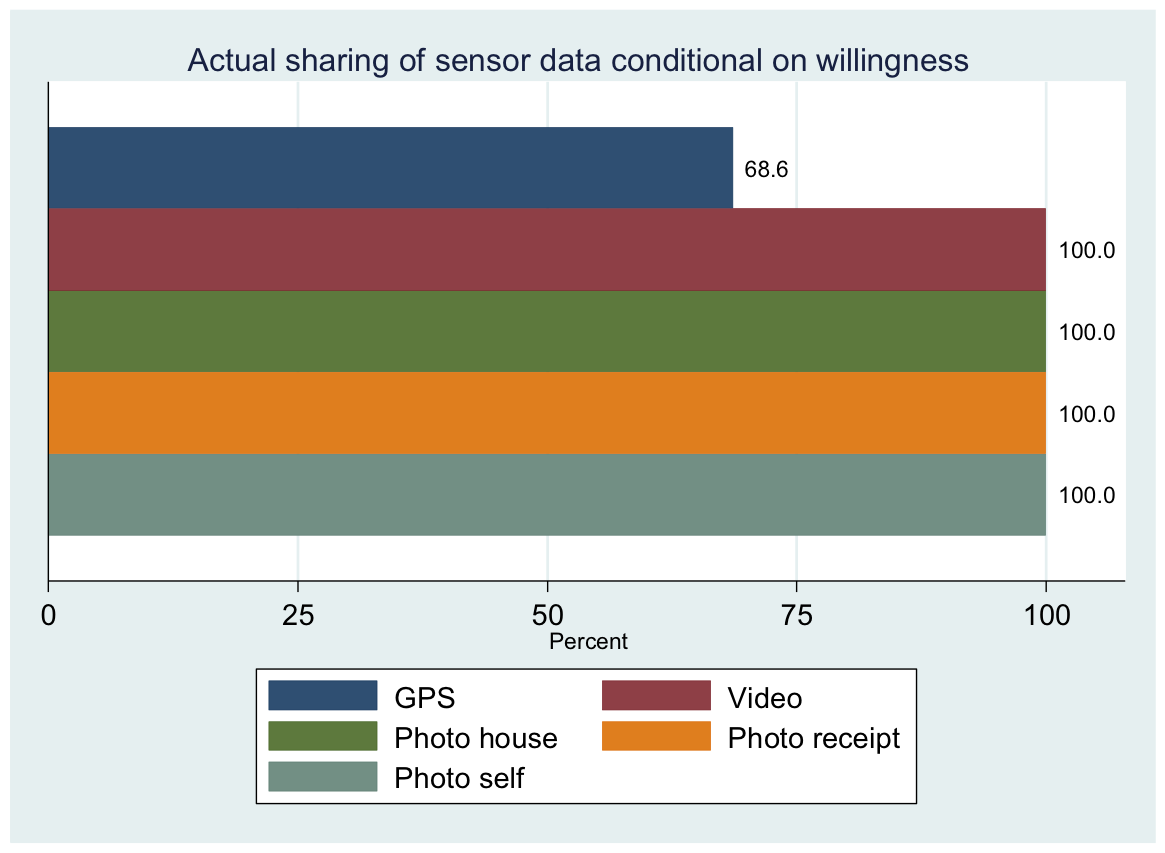 Actual sharing of sensor data conditional on willingness
68.6
100.0
100.0
100.0
100.0
0 25 50 75 100
Percent
GPS Video
Photo house Photo receipt
Photo self